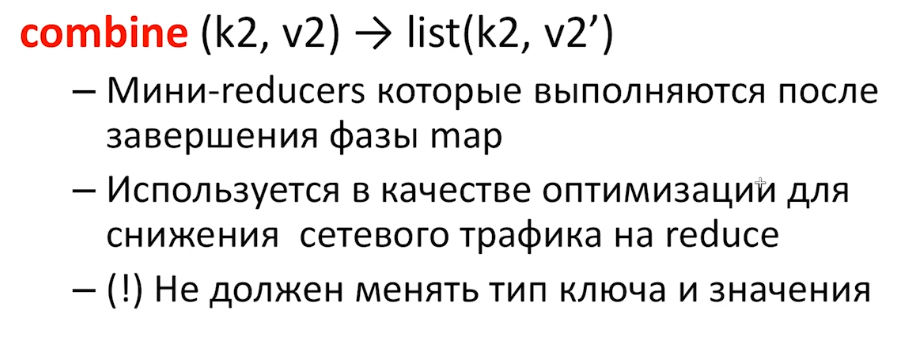 combine (k2, v2) → list(k2, v2’)
– Мини-reducers которые выполняются после
завершения фазы map
– Используется в качестве оптимизации для
снижения сетевого трафика на reduce
– (!) Не должен менять тип ключа и значения